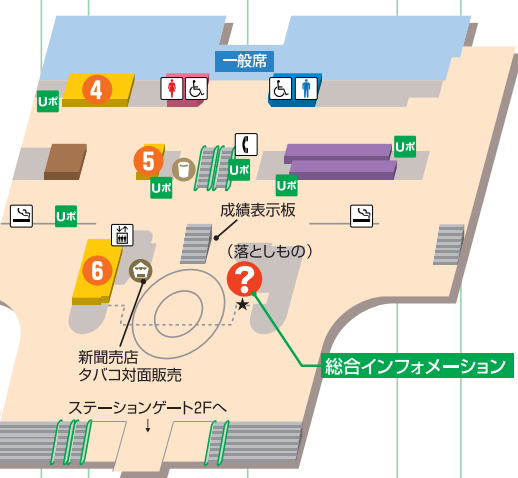 一般席
4
Uポ
5
Uポ
Uポ
Uポ
Uポ
Uポ
成績表示板
(落としもの)
6
?
新聞売店
タバコ対面販売
総合インフォメーション
ステーションゲート2Fへ